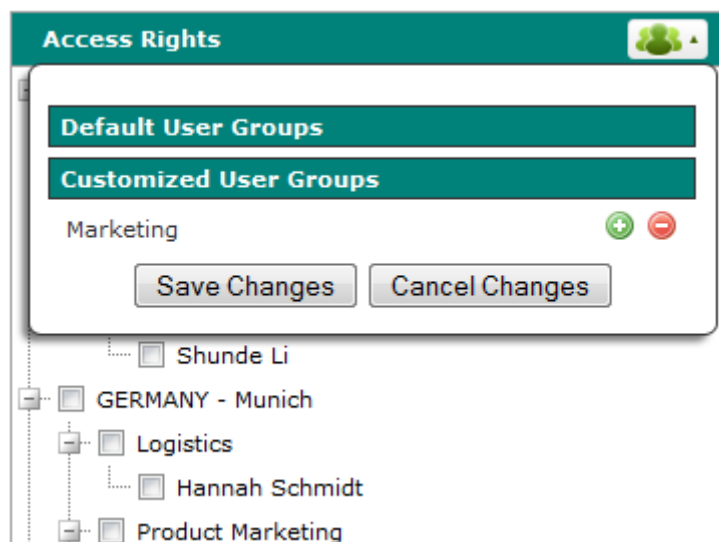 Access Rights
Default User Groups
Customized User Groups
Marketing
Save Changes Cancel Changes
Shunde Li
GERMANY - Munich
Logistics
Hannah Schmidt
Product Marketing